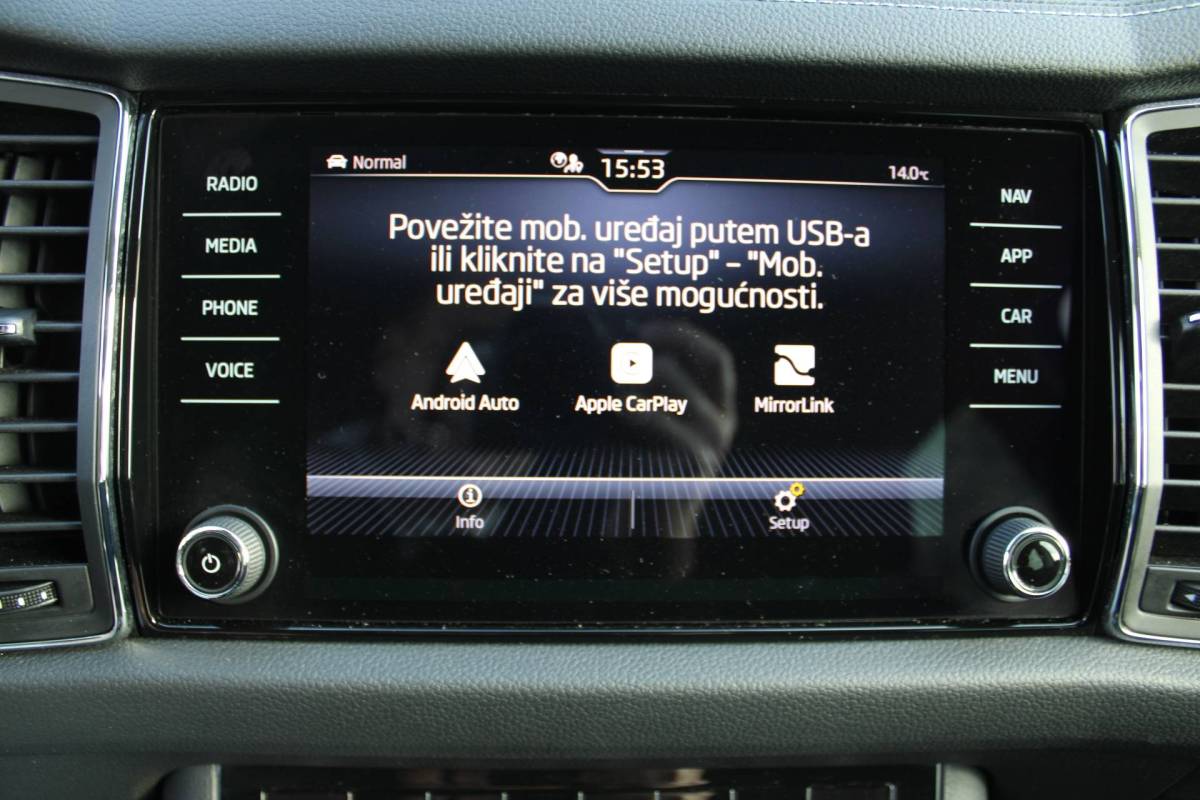 Normal
15:53
14.0°C
RADIO
MEDIA
PHONE
VOICE
Povežite mob. uređaj putem USB-a
ili kliknite na "Setup" – "Mob.
uređaji" za više mogućnosti.
Android Auto
Apple CarPlay
MirrorLink
Info
Setup
NAV
APP
CAR
MENU